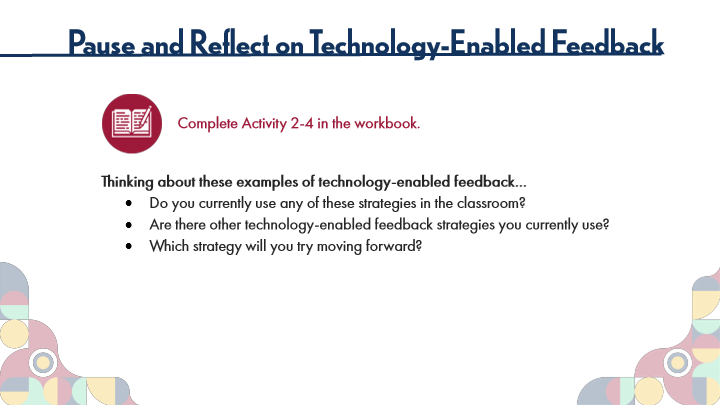 Pause and Reflect on Technology-Enabled Feedback
Complete Activity 2-4 in the workbook.
Thinking about these examples of technology-enabled feedback...
• Do you currently use any of these strategies in the classroom?
• Are there other technology-enabled feedback strategies you currently use?
• Which strategy will you try moving forward?